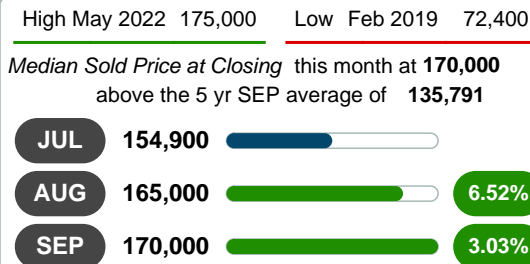 High May 2022 175,000 Low Feb 2019 72,400
Median Sold Price at Closing this month at 170,000
above the 5 yr SEP average of 135,791
JUL 154,900
AUG 165,000 6.52%
SEP 170,000 3.03%